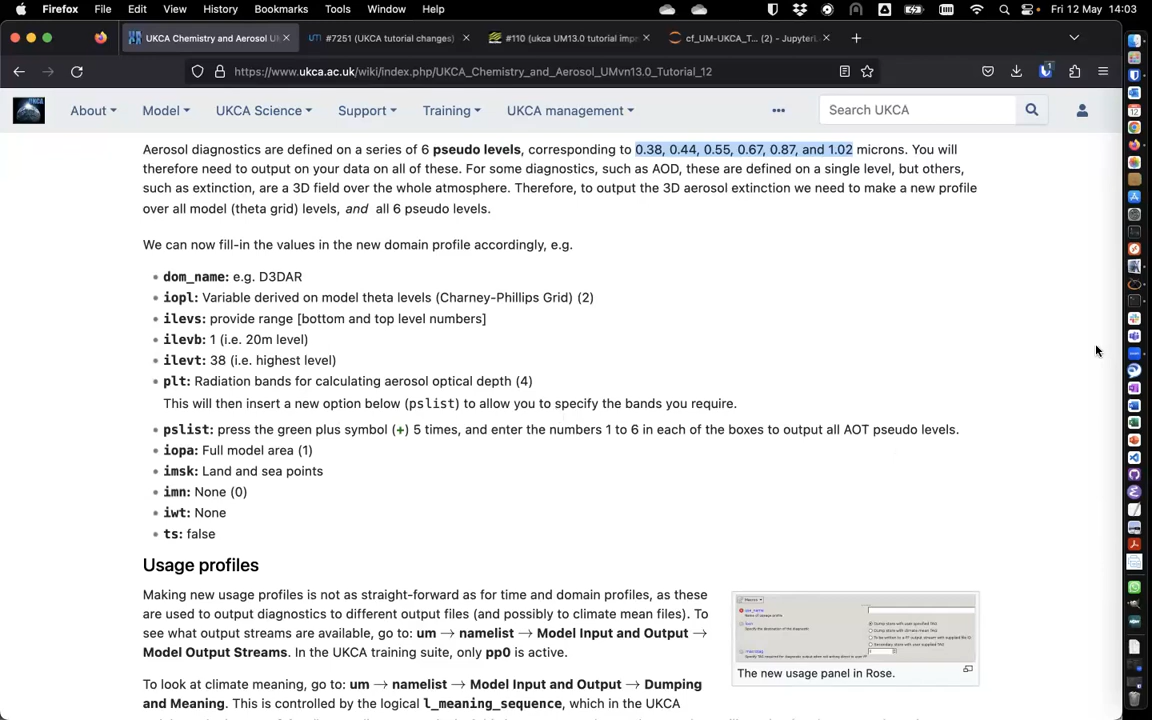 Firefox File Edit View History Bookmarks Tools Window Help Fri 12 May 14:03
UKCA Chemistry and Aerosol U #7251 (UKCA tutorial changes) #110 (ukca UM13.0 tutorial imp cf_UM-UKCA_T... (2) - JupyterL
https://www.ukca.ac.uk/wiki/index.php/UKCA_Chemistry_and_Aerosol_UMvn13.0_Tutorial_12
About Model UKCA Science Support Training UKCA management Search UKCA
Aerosol diagnostics are defined on a series of 6 pseudo levels, corresponding to 0.38, 0.44, 0.55, 0.67, 0.87, and 1.02 microns. You will
therefore need to output on your data on all of these. For some diagnostics, such as AOD, these are defined on a single level, but others,
such as extinction, are a 3D field over the whole atmosphere. Therefore, to output the 3D aerosol extinction we need to make a new profile
over all model (theta grid) levels, and all 6 pseudo levels.
We can now fill-in the values in the new domain profile accordingly, e.g.
dom_name: e.g. D3DAR
iopl: Variable derived on model theta levels (Charney-Phillips Grid) (2)
ilevs: provide range [bottom and top level numbers]
ilevb: 1 (i.e. 20m level)
ilevt: 38 (i.e. highest level)
plt: Radiation bands for calculating aerosol optical depth (4)
This will then insert a new option below (pslist) to allow you to specify the bands you require.
pslist: press the green plus symbol (+) 5 times, and enter the numbers 1 to 6 in each of the boxes to output all AOT pseudo levels.
iopa: Full model area (1)
imsk: Land and sea points
imn: None (0)
iwt: None
ts: false
Usage profiles
Making new usage profiles is not as straight-forward as for time and domain profiles, as these
are used to output diagnostics to different output files (and possibly to climate mean files). To
see what output streams are available, go to: um → namelist → Model Input and Output →
Model Output Streams. In the UKCA training suite, only pp0 is active.
The new usage panel in Rose.
To look at climate meaning, go to: um → namelist → Model Input and Output → Dumping
and Meaning. This is controlled by the logical l_meaning_sequence, which in the UKCA